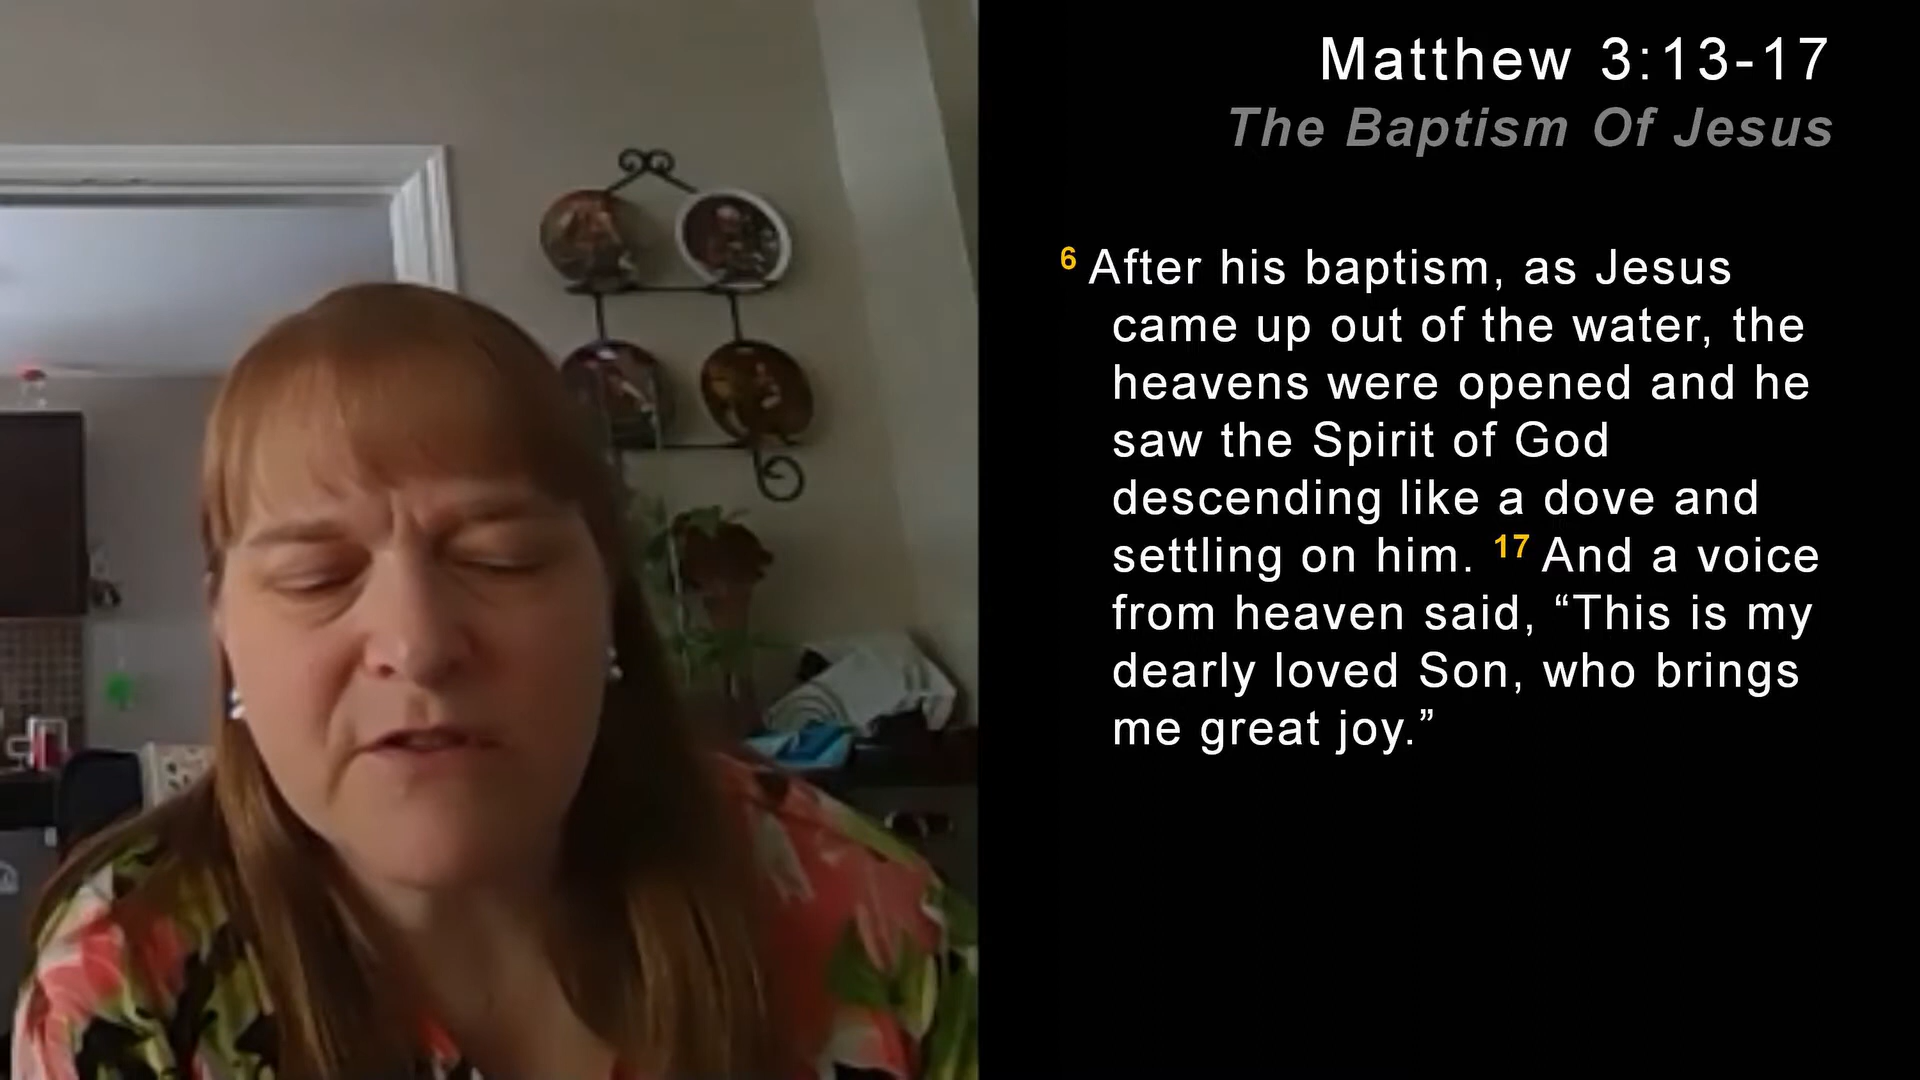 Matthew 3:13-17
The Baptism Of Jesus
6 After his baptism, as Jesus
came up out of the water, the
heavens were opened and he
saw the Spirit of God
descending like a dove and
settling on him. 17 And a voice
from heaven said, “This is my
dearly loved Son, who brings
me great joy.”